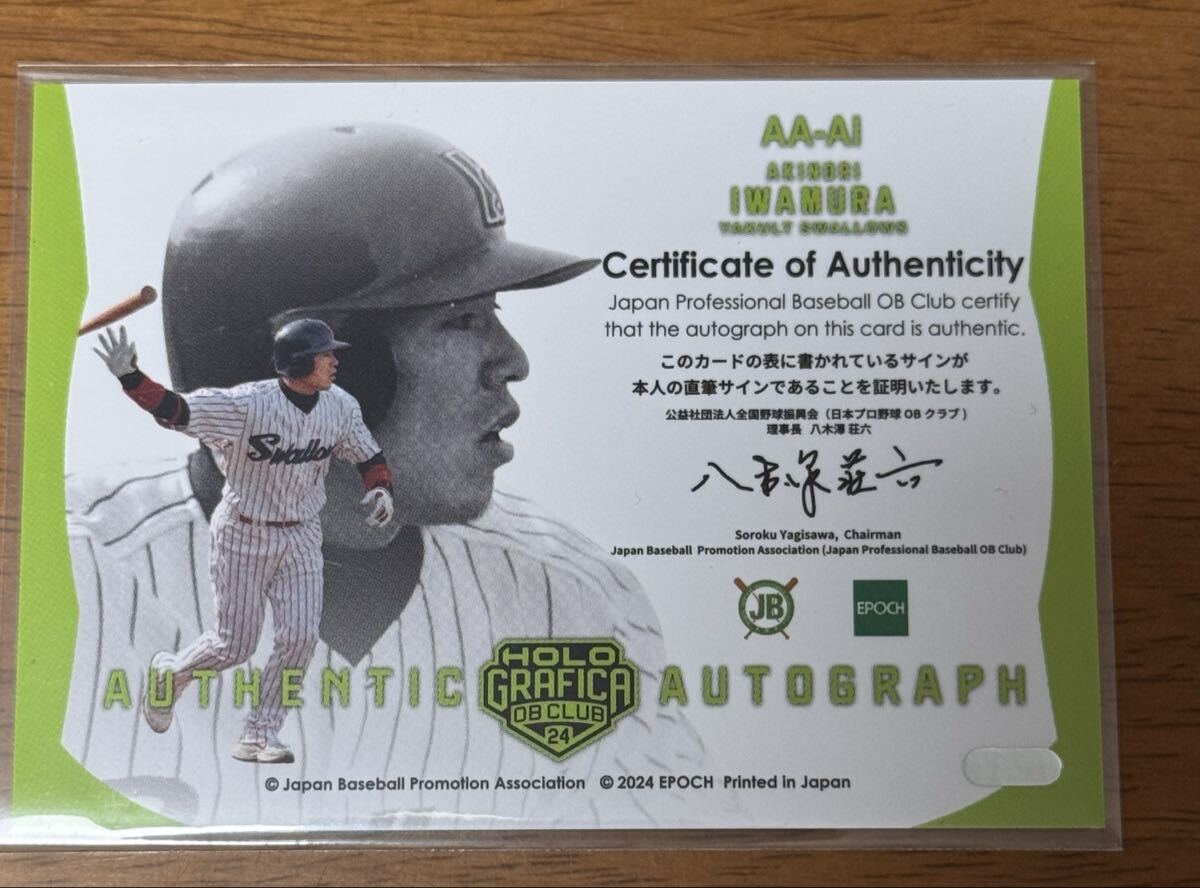 AA-AI
AKINORI
IWAMURA
YAKULT SWALLOWS
Certificate of Authenticity
Japan Professional Baseball OB Club certify
that the autograph on this card is authentic.
このカードの表に書かれているサインが
本人の直筆サインであることを証明いたします。
公益社団法人全国野球振興会（日本プロ野球 OB クラブ）
理事長 八木澤 荘六
八木澤荘六
Soroku Yagisawa, Chairman
Japan Baseball Promotion Association (Japan Professional Baseball OB Club)
JB
EPOCH
Swallows
AUTHENTIC
HOLO
GRAFICA
OB CLUB
24
AUTOGRAPH
© Japan Baseball Promotion Association © 2024 EPOCH Printed in Japan